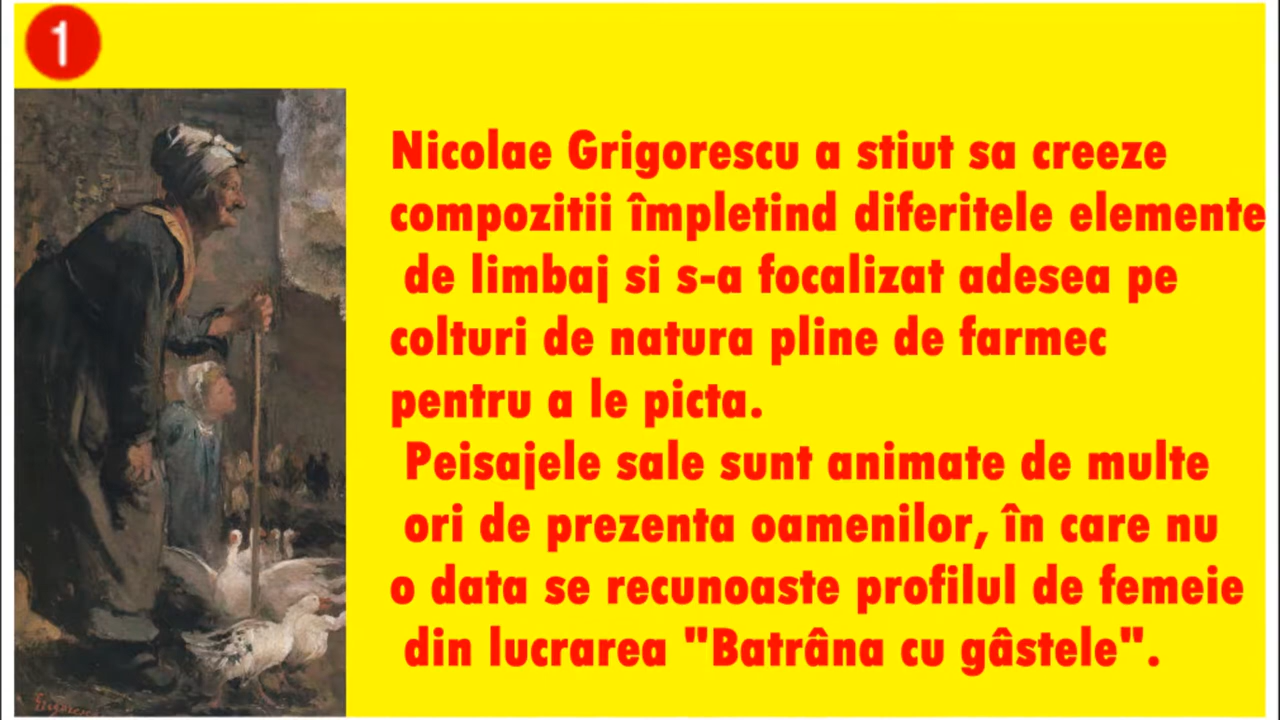 1
Nicolae Grigorescu a stiut sa creeze
compozitii împletind diferitele elemente
de limbaj si s-a focalizat adesea pe
colturi de natura pline de farmec
pentru a le picta.
Peisajele sale sunt animate de multe
ori de prezenta oamenilor, în care nu
o data se recunoaste profilul de femeie
din lucrarea "Batrâna cu gâstele".